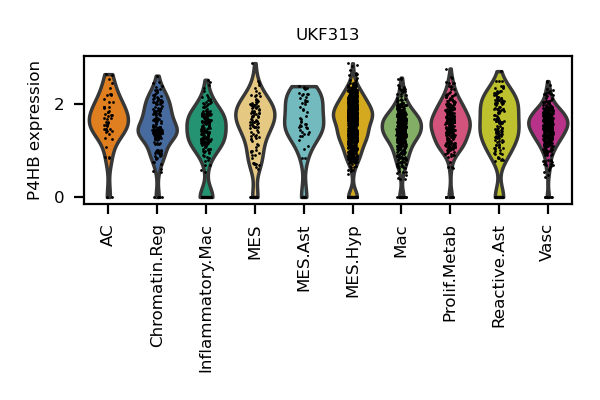 UKF313
P4HB expression
2
0
AC
Chromatin.Reg
Inflammatory.Mac
MES
MES.Ast
MES.Hyp
Mac
Prolif.Metab
Reactive.Ast
Vasc